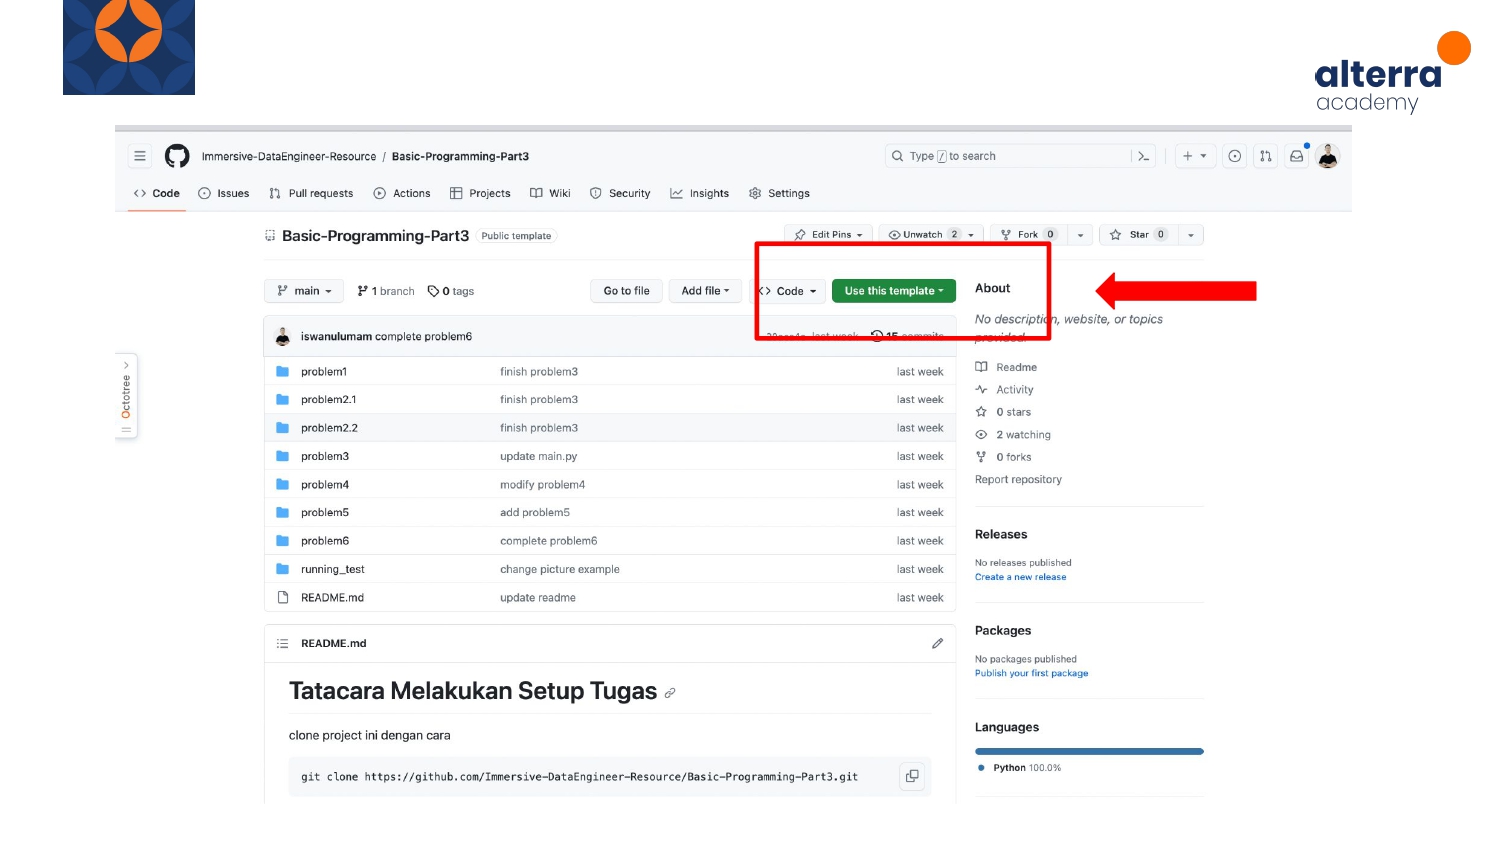 alterra
academy
Immersive-DataEngineer-Resource / Basic-Programming-Part3
Type / to search
Code Issues Pull requests Actions Projects Wiki Security Insights Settings
Basic-Programming-Part3 Public template
Edit Pins Unwatch 2 Fork 0 Star 0
main 1 branch 0 tags Go to file Add file Code Use this template
iswanulumam complete problem6 last week 15 commits
problem1 finish problem3 last week
problem2.1 finish problem3 last week
problem2.2 finish problem3 last week
problem3 update main.py last week
problem4 modify problem4 last week
problem5 add problem5 last week
problem6 complete problem6 last week
running_test change picture example last week
README.md update readme last week
Octotree
README.md
Tatacara Melakukan Setup Tugas
clone project ini dengan cara
git clone https://github.com/Immersive-DataEngineer-Resource/Basic-Programming-Part3.git
About
No description, website, or topics
provided.
Readme
Activity
0 stars
2 watching
0 forks
Report repository
Releases
No releases published
Create a new release
Packages
No packages published
Publish your first package
Languages
Python 100.0%